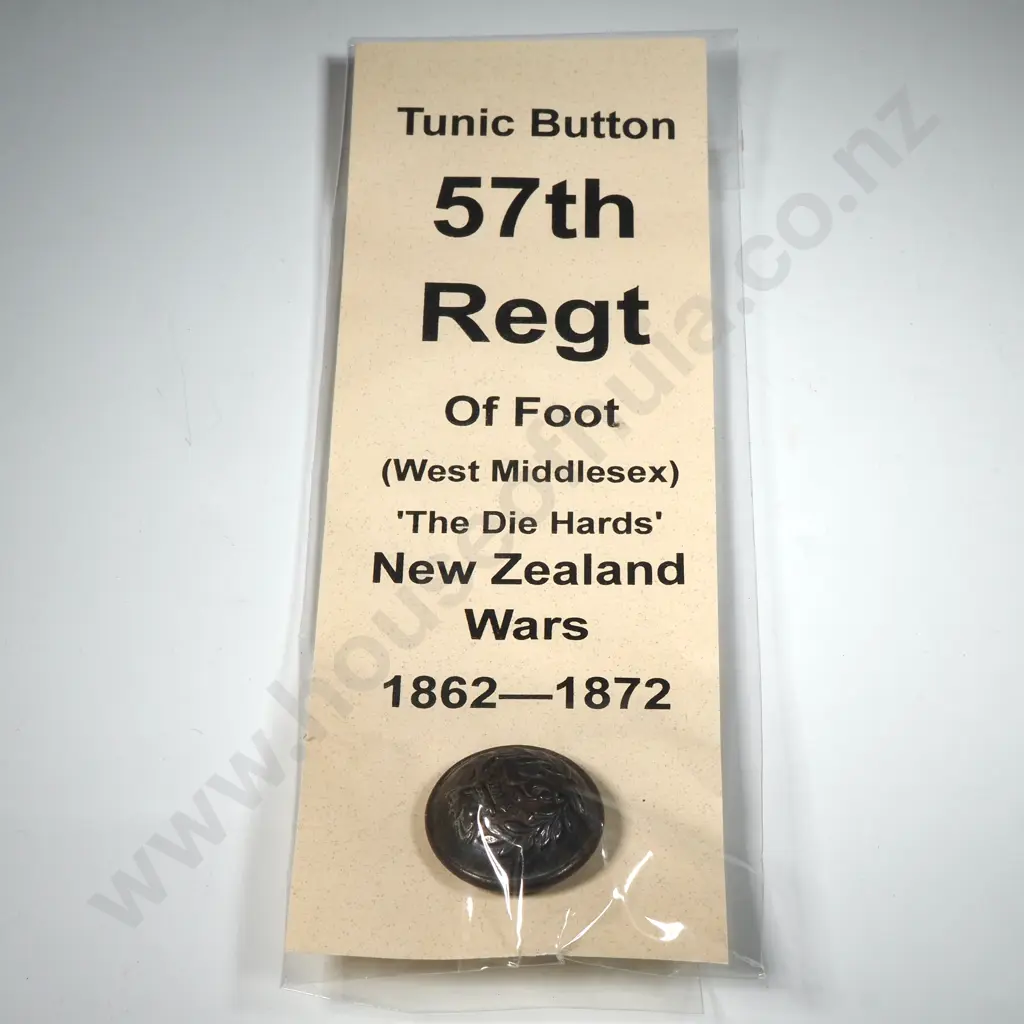 Tunic Button
57th
Regt
Of Foot
(West Middlesex)
'The Die Hards'
New Zealand
Wars
1862—1872
www.houseofhuia.co.nz